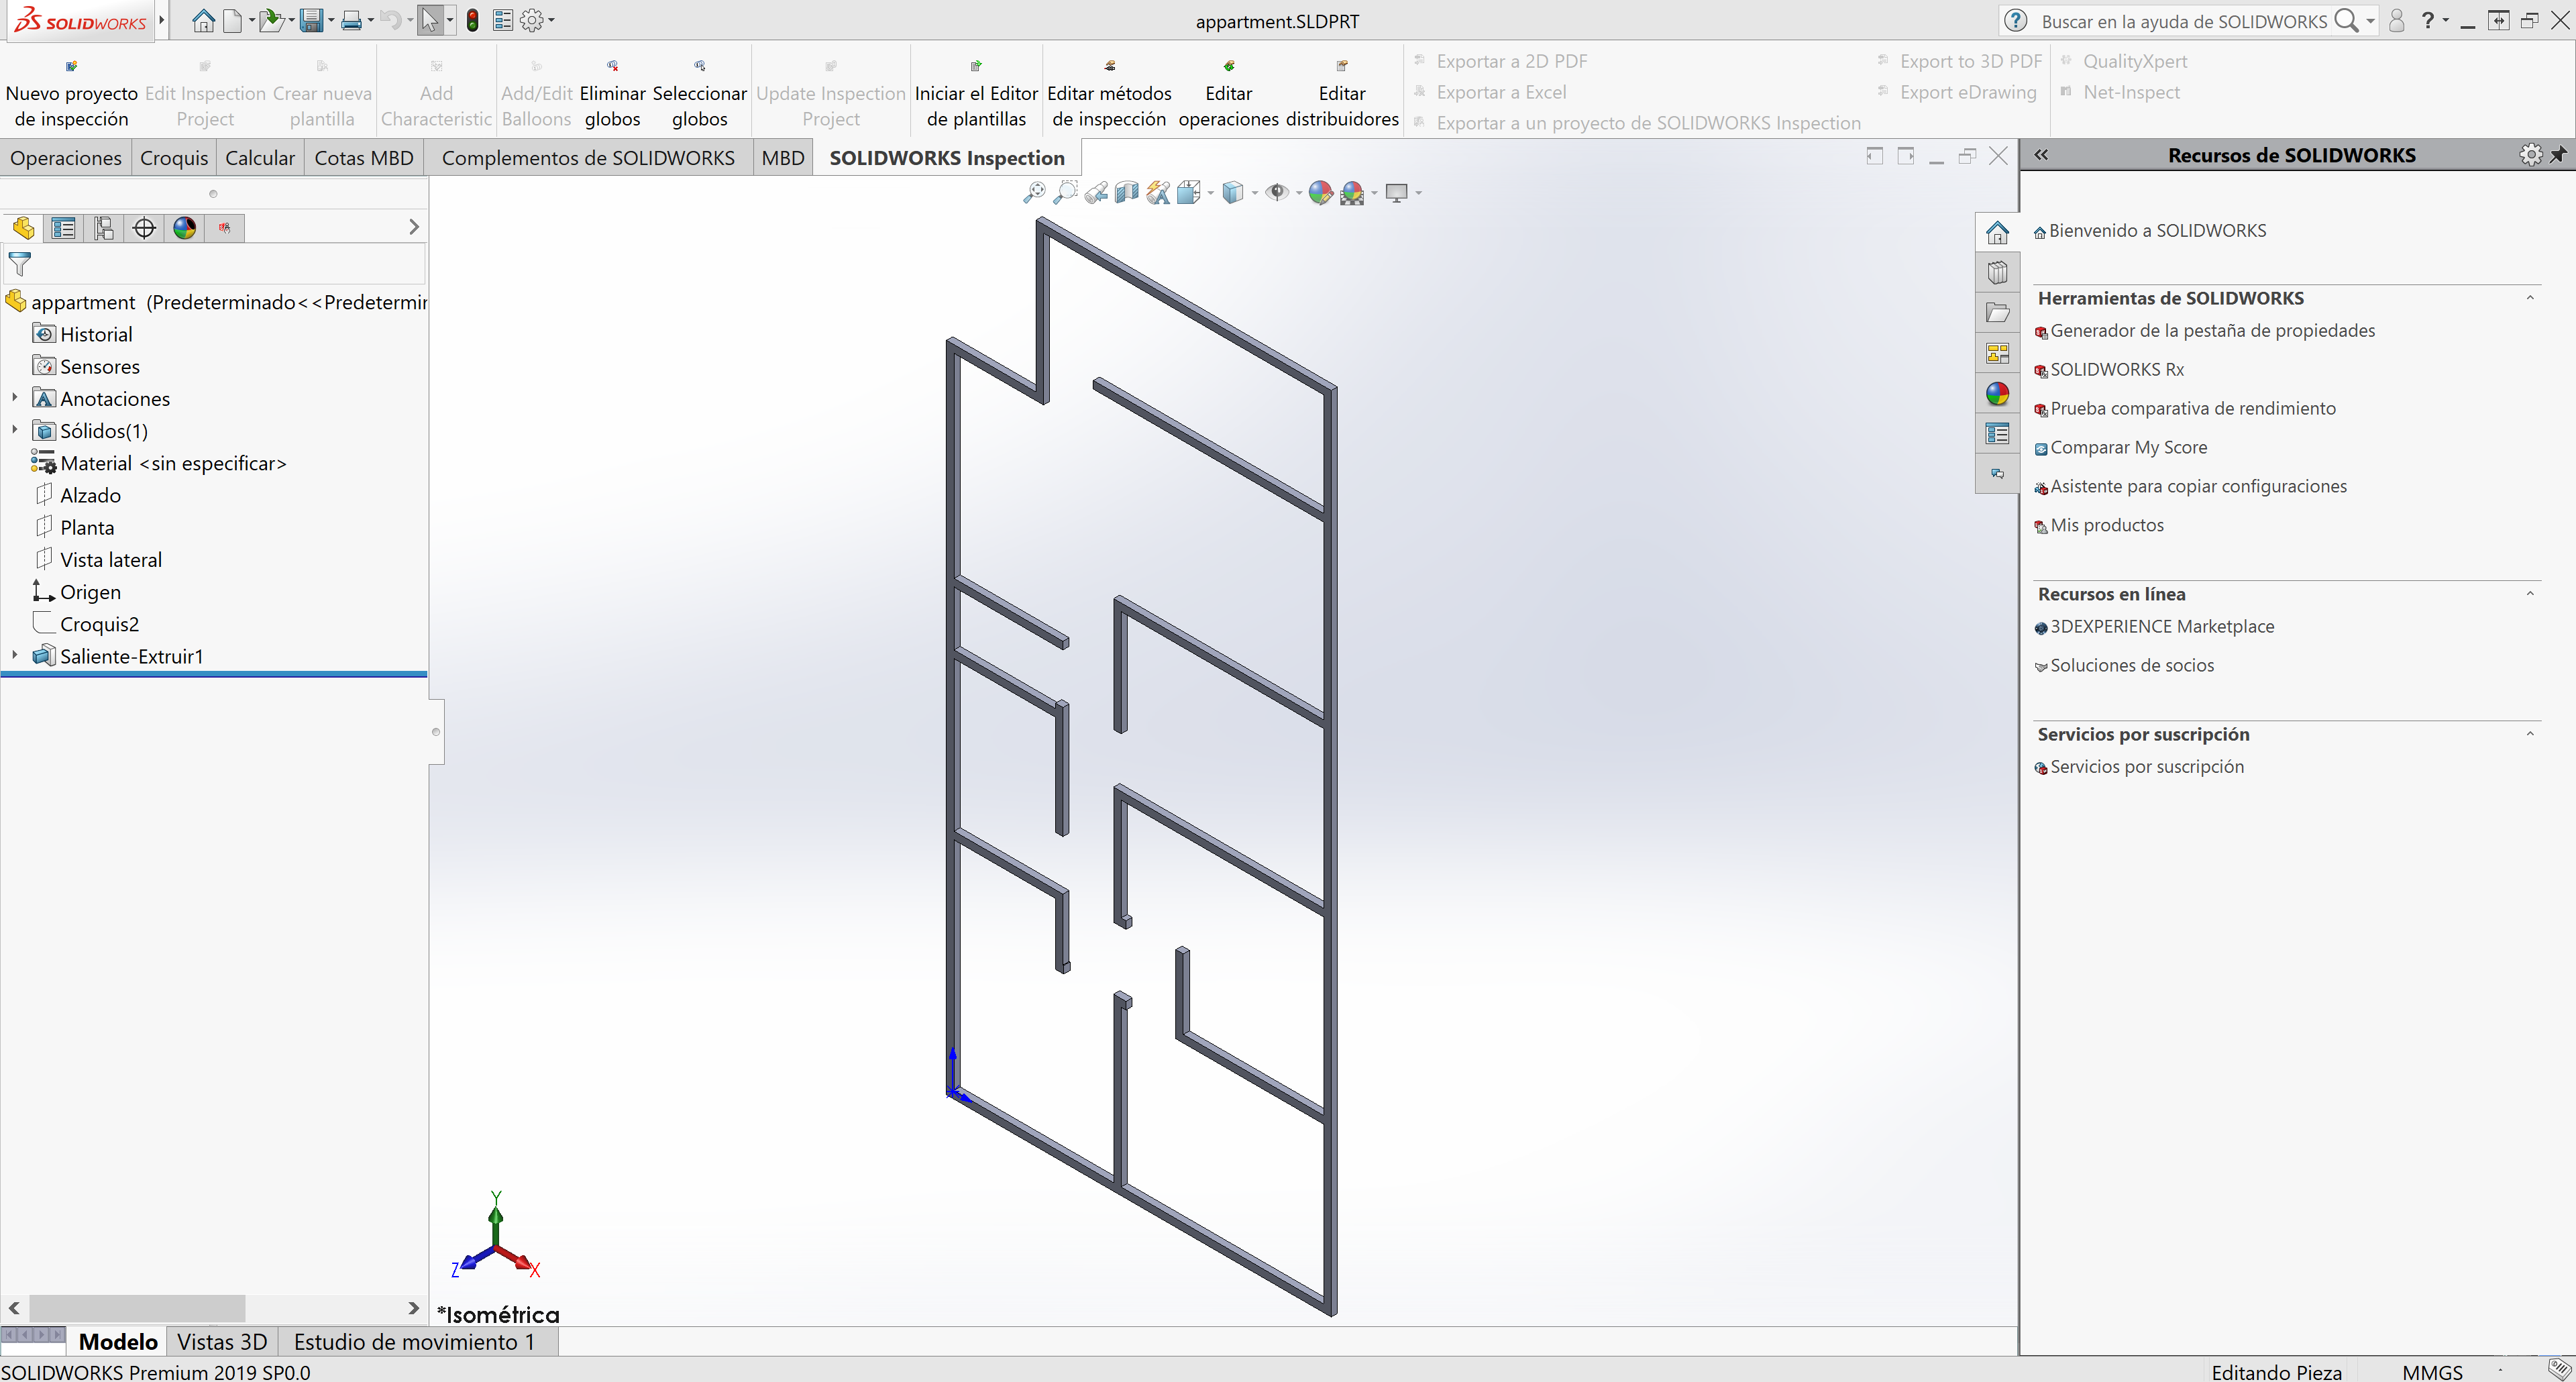 SOLIDWORKS
appartment.SLDPRT
Buscar en la ayuda de SOLIDWORKS
?
Nuevo proyecto de inspección
Edit Inspection Project
Crear nueva plantilla
Add Characteristic
Add/Edit Balloons
Eliminar globos
Seleccionar globos
Update Inspection Project
Iniciar el Editor de plantillas
Editar métodos de inspección
Editar operaciones
Editar distribuidores
Exportar a 2D PDF
Exportar a Excel
Exportar a un proyecto de SOLIDWORKS Inspection
Export to 3D PDF
Export eDrawing
QualityXpert
Net-Inspect
Operaciones
Croquis
Calcular
Cotas MBD
Complementos de SOLIDWORKS
MBD
SOLIDWORKS Inspection
appartment (Predeterminado<<Predetermir
Historial
Sensores
Anotaciones
Sólidos(1)
Material <sin especificar>
Alzado
Planta
Vista lateral
Origen
Croquis2
Saliente-Extruir1
Y
Z
X
*Isométrica
Modelo
Vistas 3D
Estudio de movimiento 1
SOLIDWORKS Premium 2019 SP0.0
Editando Pieza
MMGS
Recursos de SOLIDWORKS
Bienvenido a SOLIDWORKS
Herramientas de SOLIDWORKS
Generador de la pestaña de propiedades
SOLIDWORKS Rx
Prueba comparativa de rendimiento
Comparar My Score
Asistente para copiar configuraciones
Mis productos
Recursos en línea
3DEXPERIENCE Marketplace
Soluciones de socios
Servicios por suscripción
Servicios por suscripción